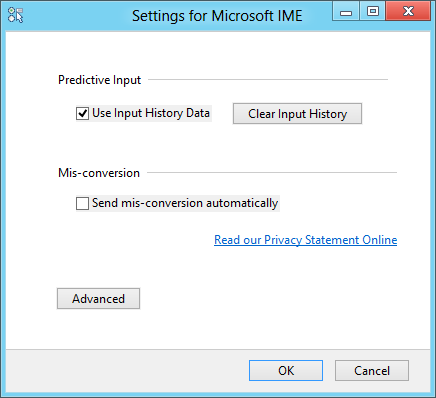 Settings for Microsoft IME
Predictive Input
Use Input History Data
Clear Input History
Mis-conversion
Send mis-conversion automatically
Read our Privacy Statement Online
Advanced
OK
Cancel